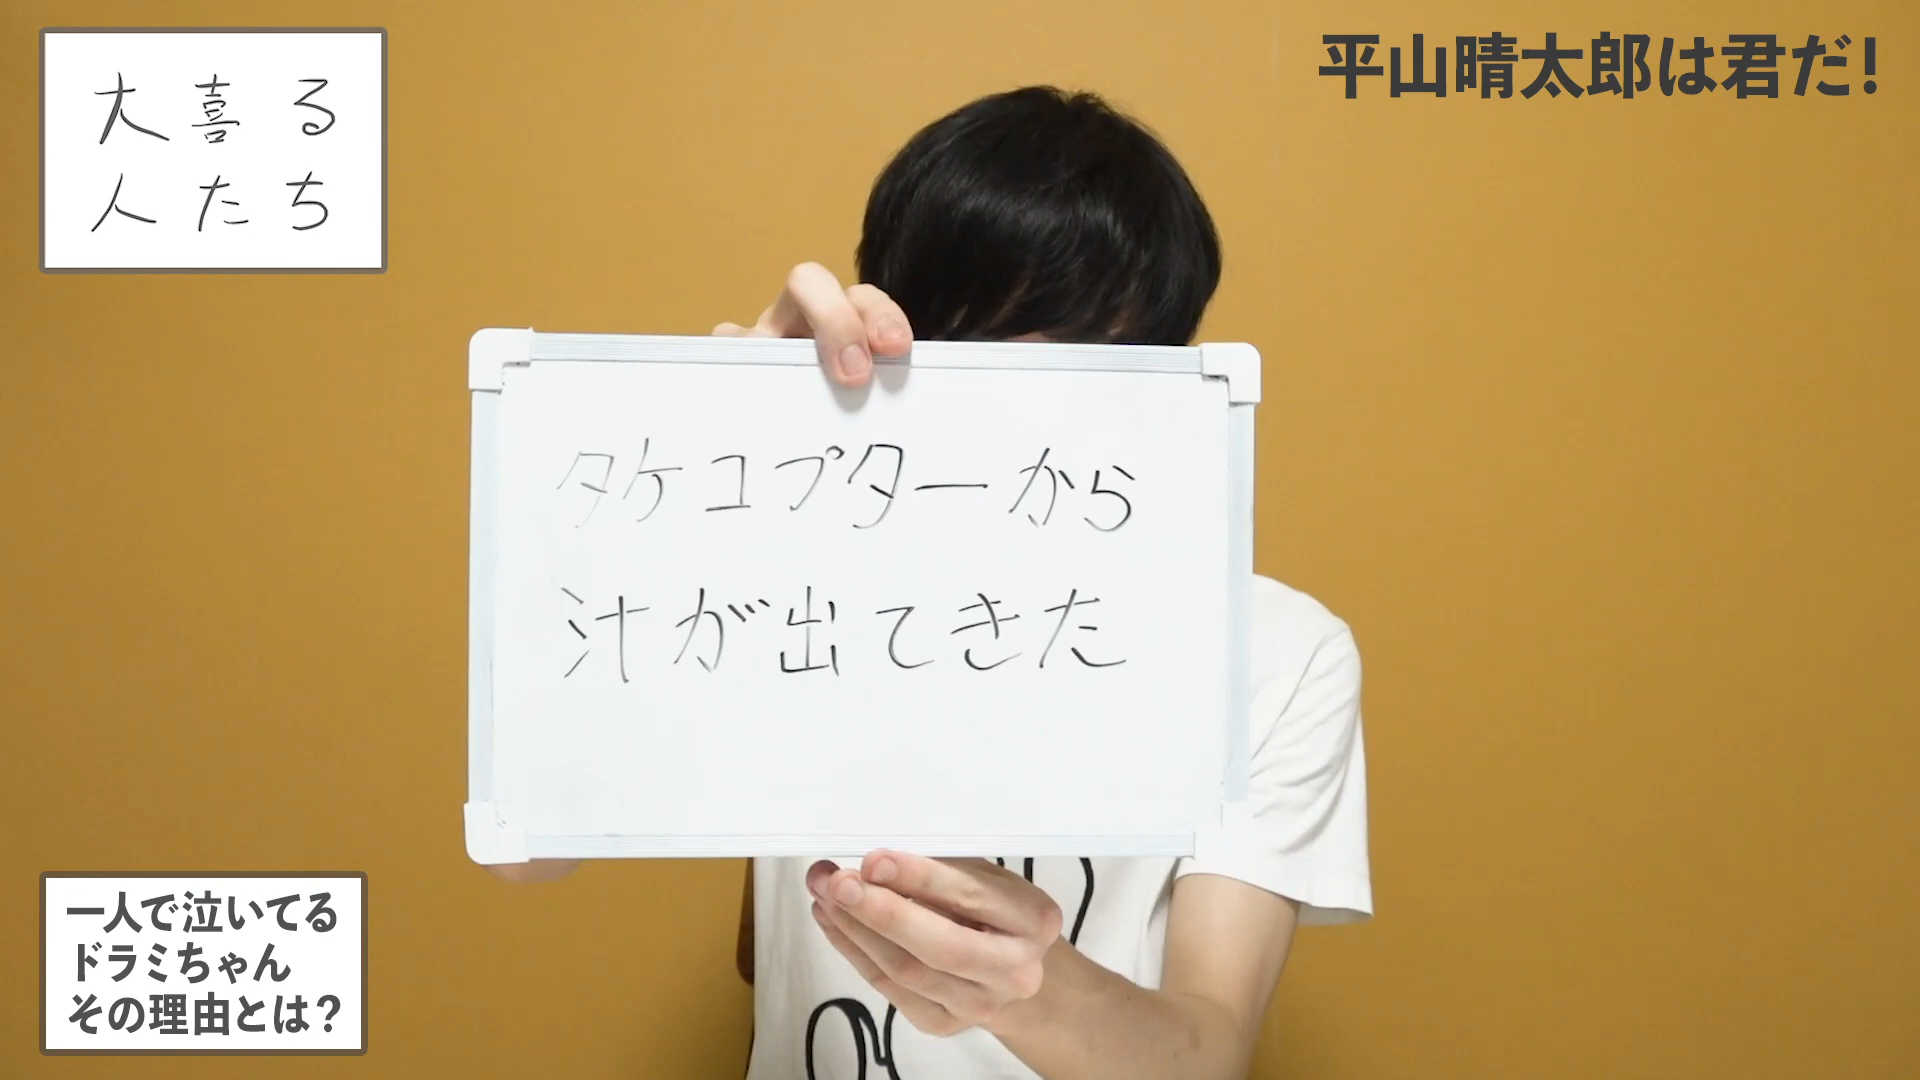 大喜る
人たち
平山晴太郎は君だ！
タケコプターから
汁が出てきた
一人で泣いてる
ドラミちゃん
その理由とは？